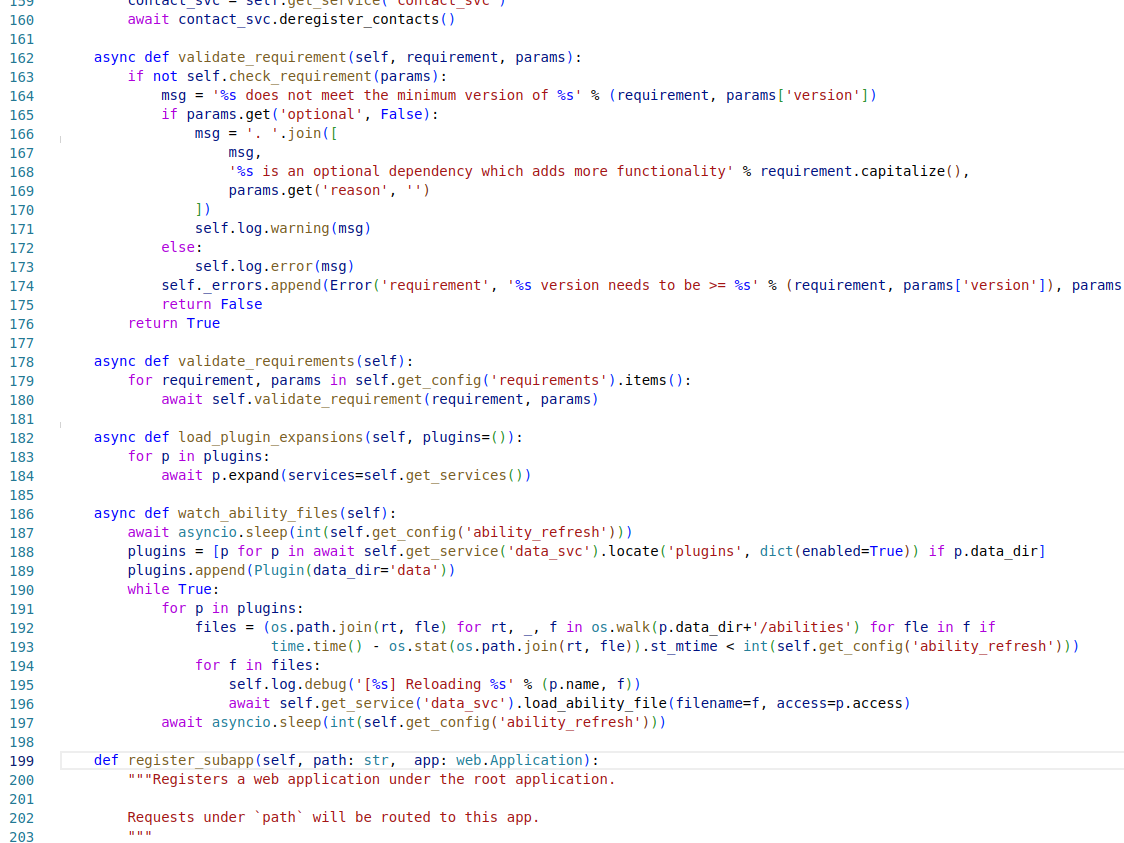 159         contact_svc = self.get_service('contact_svc')
160         await contact_svc.deregister_contacts()
161
162     async def validate_requirement(self, requirement, params):
163         if not self.check_requirement(params):
164             msg = '%s does not meet the minimum version of %s' % (requirement, params['version'])
165             if params.get('optional', False):
166                 msg = '. '.join([
167                     msg,
168                     '%s is an optional dependency which adds more functionality' % requirement.capitalize(),
169                     params.get('reason', '')
170                 ])
171                 self.log.warning(msg)
172             else:
173                 self.log.error(msg)
174             self._errors.append(Error('requirement', '%s version needs to be >= %s' % (requirement, params['version']), params
175             return False
176         return True
177
178     async def validate_requirements(self):
179         for requirement, params in self.get_config('requirements').items():
180             await self.validate_requirement(requirement, params)
181
182     async def load_plugin_expansions(self, plugins=()):
183         for p in plugins:
184             await p.expand(services=self.get_services())
185
186     async def watch_ability_files(self):
187         await asyncio.sleep(int(self.get_config('ability_refresh')))
188         plugins = [p for p in await self.get_service('data_svc').locate('plugins', dict(enabled=True)) if p.data_dir]
189         plugins.append(Plugin(data_dir='data'))
190         while True:
191             for p in plugins:
192                 files = (os.path.join(rt, fle) for rt, _, f in os.walk(p.data_dir+'/abilities') for fle in f if
193                          time.time() - os.stat(os.path.join(rt, fle)).st_mtime < int(self.get_config('ability_refresh')))
194                 for f in files:
195                     self.log.debug('[%s] Reloading %s' % (p.name, f))
196                     await self.get_service('data_svc').load_ability_file(filename=f, access=p.access)
197             await asyncio.sleep(int(self.get_config('ability_refresh')))
198
199     def register_subapp(self, path: str,  app: web.Application):
200         """Registers a web application under the root application.
201
202         Requests under `path` will be routed to this app.
203         """